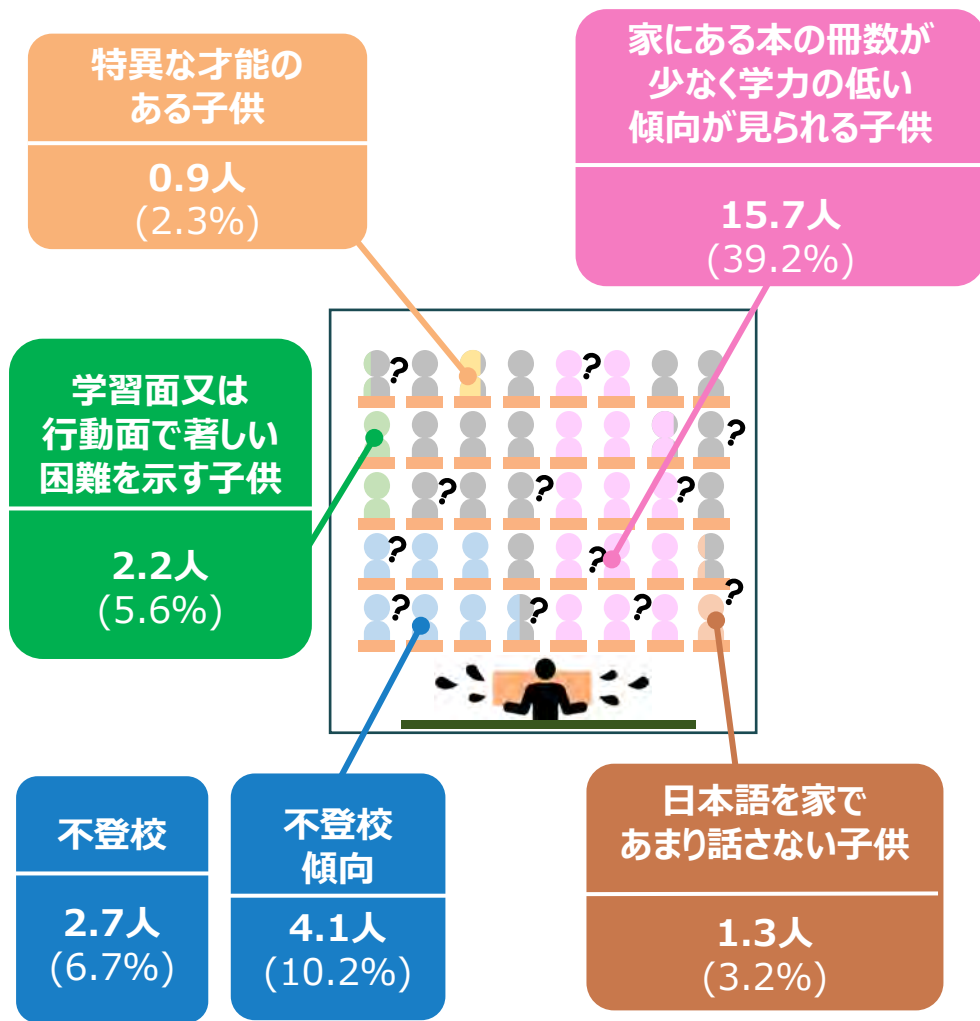 特異な才能の
ある子供
0.9人
(2.3%)
家にある本の冊数が
少なく学力の低い
傾向が見られる子供
15.7人
(39.2%)
学習面又は
行動面で著しい
困難を示す子供
2.2人
(5.6%)
?
?
?
?
?
?
?
?
?
?
?
?
不登校
2.7人
(6.7%)
不登校
傾向
4.1人
(10.2%)
日本語を家で
あまり話さない子供
1.3人
(3.2%)